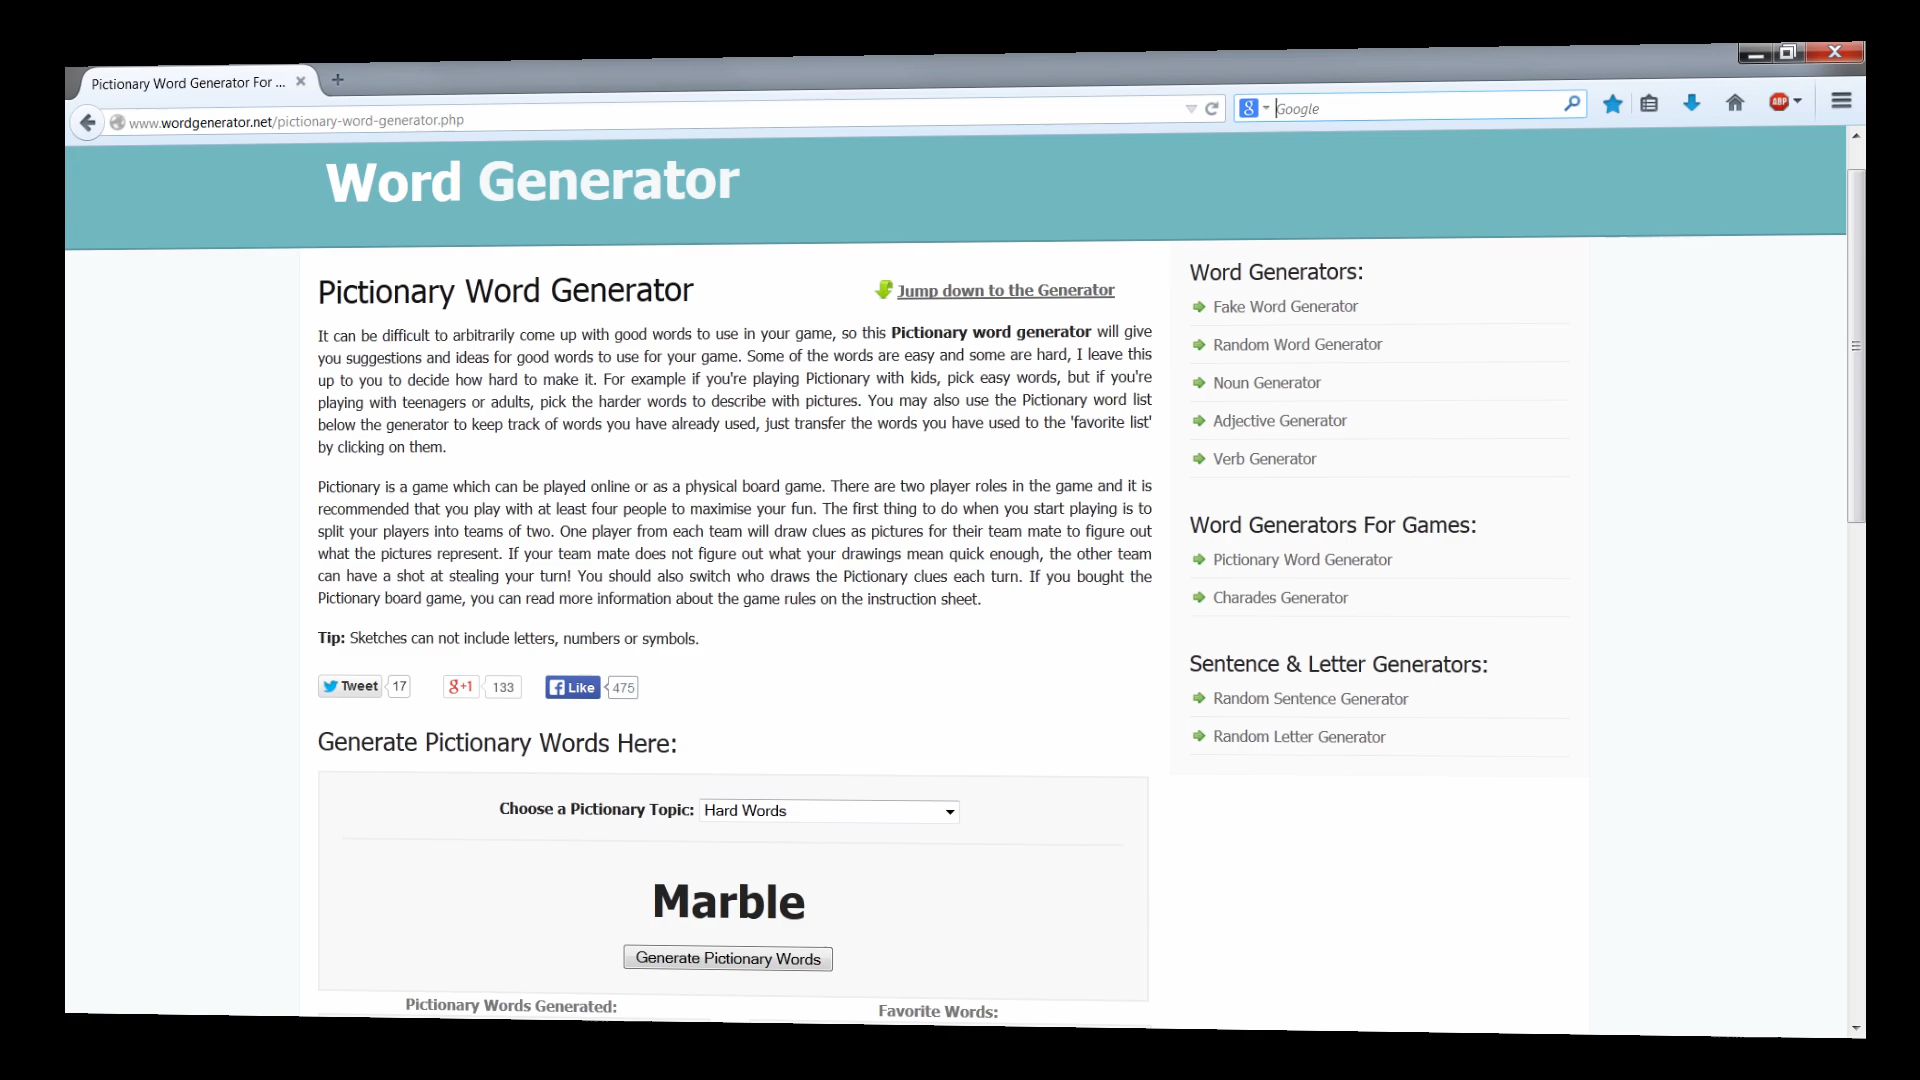 Pictionary Word Generator For ...
www.wordgenerator.net/pictionary-word-generator.php
Google
ABP
Word Generator
Pictionary Word Generator
Jump down to the Generator
It can be difficult to arbitrarily come up with good words to use in your game, so this Pictionary word generator will give
you suggestions and ideas for good words to use for your game. Some of the words are easy and some are hard, I leave this
up to you to decide how hard to make it. For example if you're playing Pictionary with kids, pick easy words, but if you're
playing with teenagers or adults, pick the harder words to describe with pictures. You may also use the Pictionary word list
below the generator to keep track of words you have already used, just transfer the words you have used to the 'favorite list'
by clicking on them.
Pictionary is a game which can be played online or as a physical board game. There are two player roles in the game and it is
recommended that you play with at least four people to maximise your fun. The first thing to do when you start playing is to
split your players into teams of two. One player from each team will draw clues as pictures for their team mate to figure out
what the pictures represent. If your team mate does not figure out what your drawings mean quick enough, the other team
can have a shot at stealing your turn! You should also switch who draws the Pictionary clues each turn. If you bought the
Pictionary board game, you can read more information about the game rules on the instruction sheet.
Tip: Sketches can not include letters, numbers or symbols.
Tweet 17 g+1 133 Like 475
Generate Pictionary Words Here:
Choose a Pictionary Topic: Hard Words
Marble
Generate Pictionary Words
Pictionary Words Generated:
Favorite Words:
Word Generators:
Fake Word Generator
Random Word Generator
Noun Generator
Adjective Generator
Verb Generator
Word Generators For Games:
Pictionary Word Generator
Charades Generator
Sentence & Letter Generators:
Random Sentence Generator
Random Letter Generator